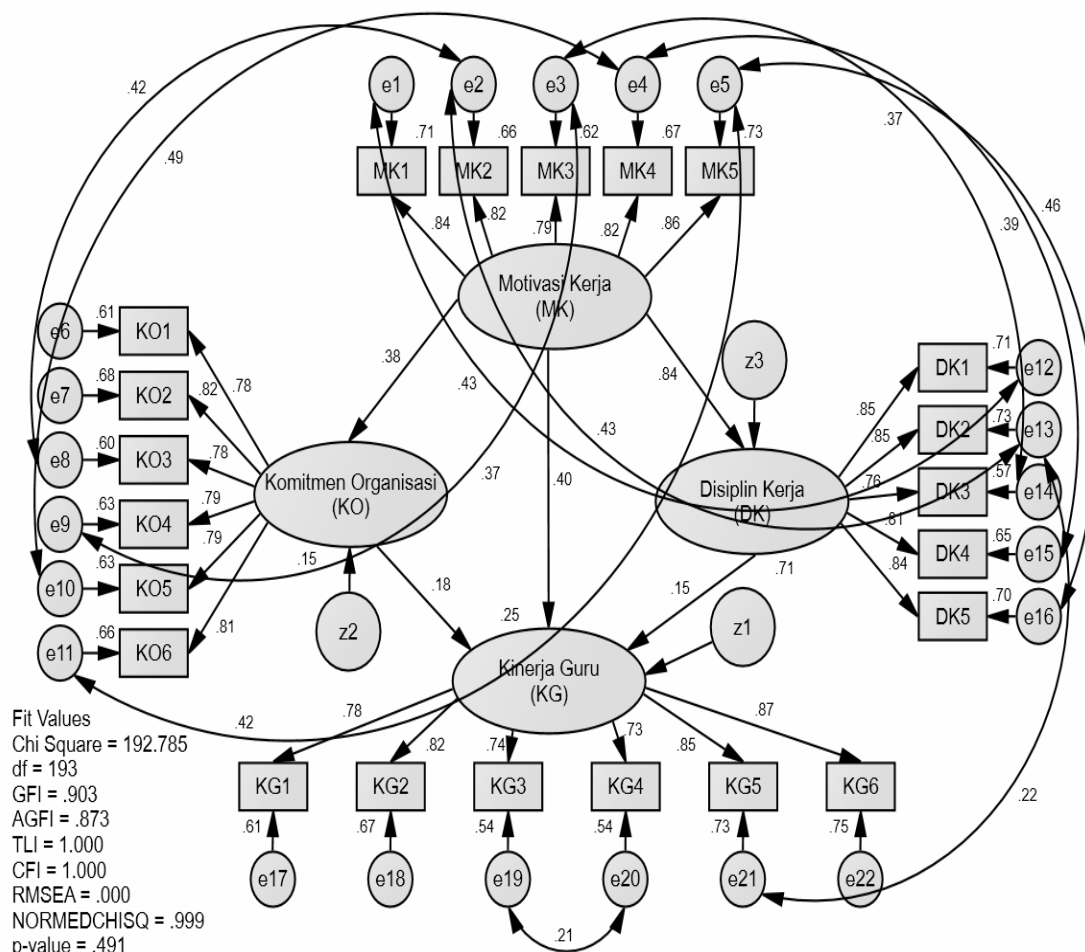 e1 e2 e3 e4 e5
.42 .71 .66 .62 .67 .73 .37
MK1 MK2 MK3 MK4 MK5
.49 .84 .82 .79 .82 .86 .39 .46
Motivasi Kerja
(MK)
e6 .61 KO1
.38 .84 z3
.71 DK1 e12
e7 .68 KO2 .82 .78
.43 .43 .85
DK2 .73 e13
e8 .60 KO3 .78
.85
Komitmen Organisasi
(KO)
.37 .40
Disiplin Kerja
(DK)
.76 DK3 .57 e14
e9 .63 KO4 .79
.81
.79 .15 .71 .84 DK4 .65 e15
e10 .63 KO5
.18 .15
z2 .25 z1
DK5 .70 e16
e11 .66 KO6 .81
Kinerja Guru
(KG)
.42 .78 .82 .74 .73 .85 .87
KG1 KG2 KG3 KG4 KG5 KG6
.22
.61 .67 .54 .54 .73 .75
e17 e18 e19 e20 e21 e22
.21
Fit Values
Chi Square = 192.785
df = 193
GFI = .903
AGFI = .873
TLI = 1.000
CFI = 1.000
RMSEA = .000
NORMEDCHISQ = .999
p-value = .491